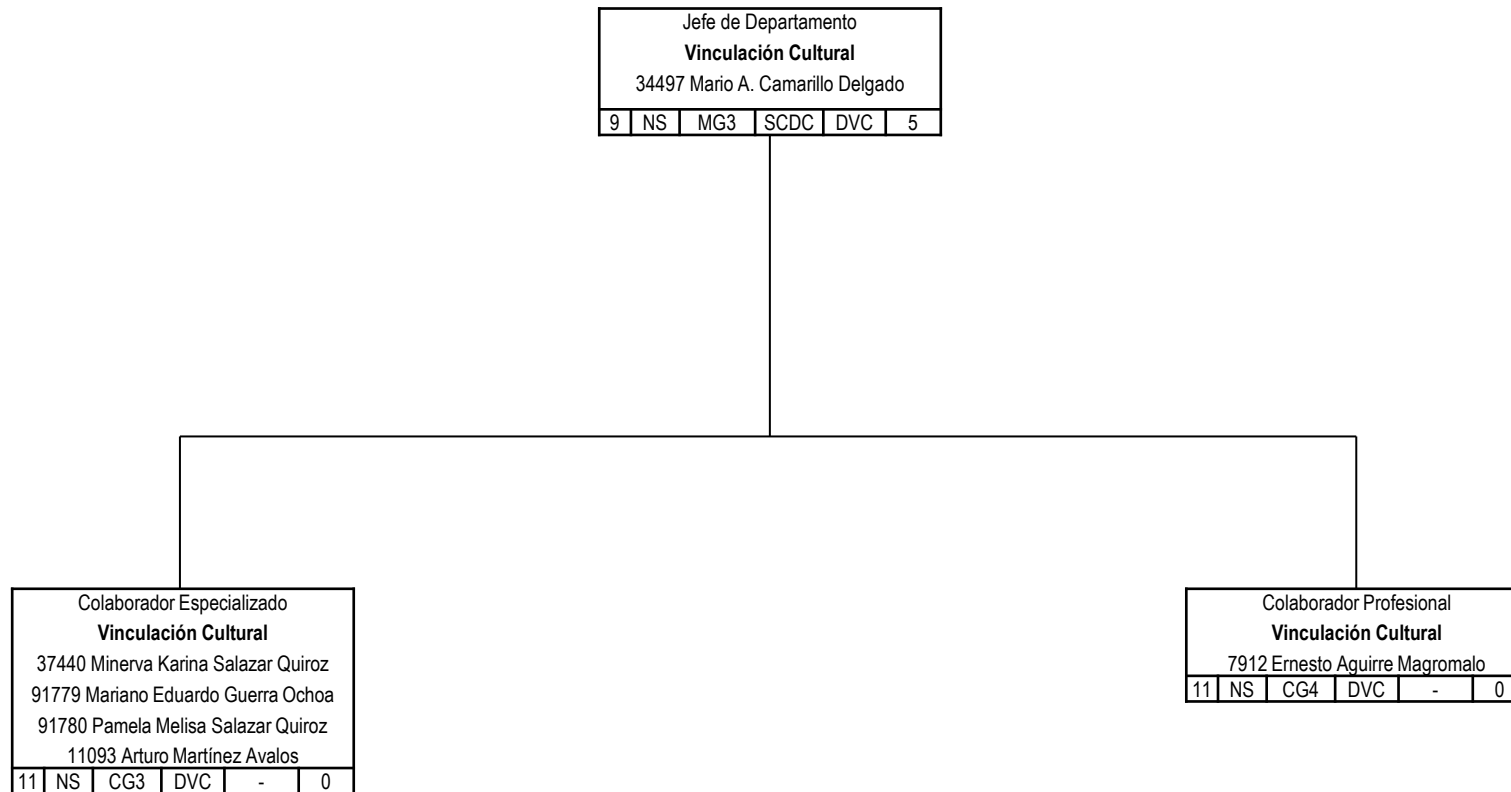 Jefe de Departamento
Vinculación Cultural
34497 Mario A. Camarillo Delgado
9 NS MG3 SCDC DVC 5
Colaborador Especializado
Vinculación Cultural
37440 Minerva Karina Salazar Quiroz
91779 Mariano Eduardo Guerra Ochoa
91780 Pamela Melisa Salazar Quiroz
11093 Arturo Martínez Avalos
11 NS CG3 DVC - 0
Colaborador Profesional
Vinculación Cultural
7912 Ernesto Aguirre Magromalo
11 NS CG4 DVC - 0